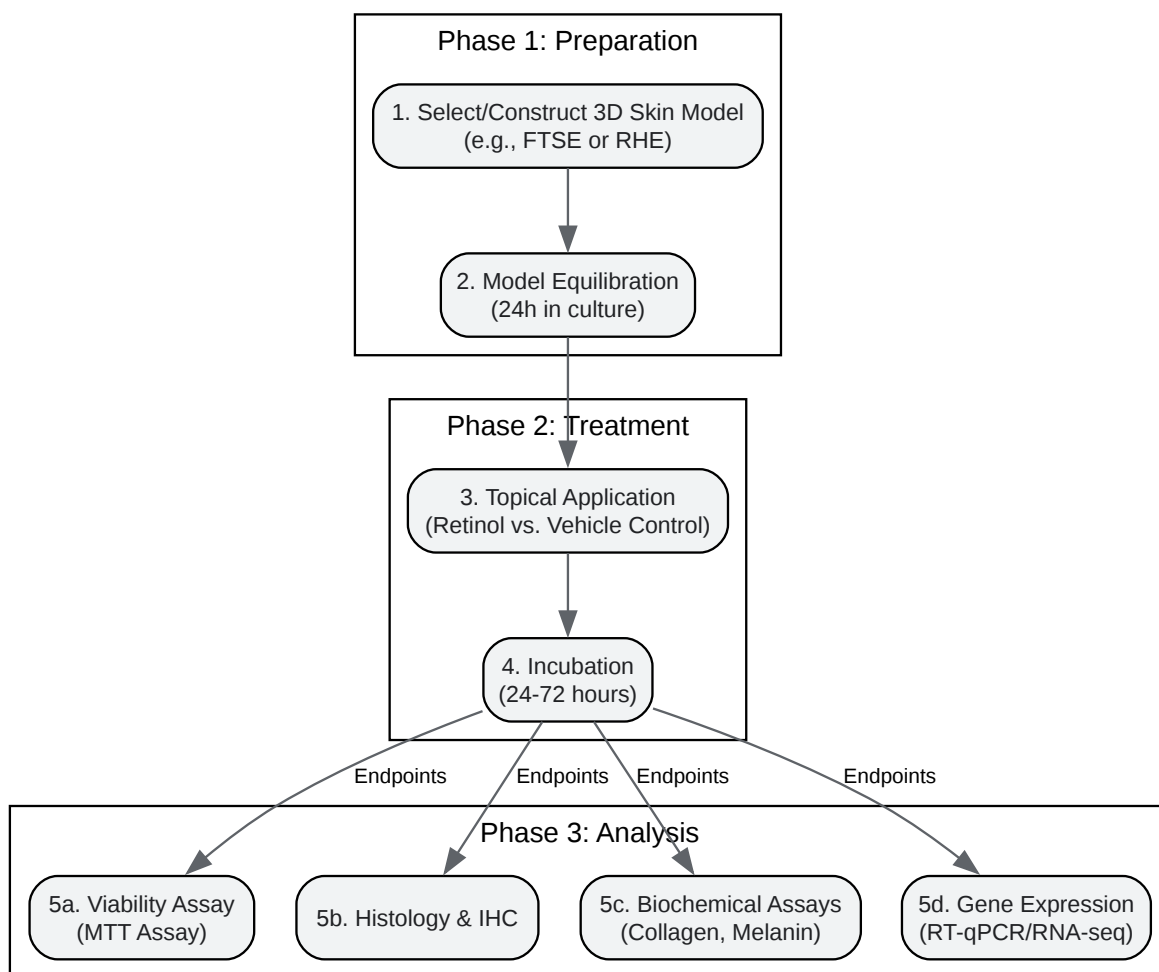 Phase 1: Preparation
1. Select/Construct 3D Skin Model
(e.g., FTSE or RHE)
2. Model Equilibration
(24h in culture)
Phase 2: Treatment
3. Topical Application
(Retinol vs. Vehicle Control)
4. Incubation
(24-72 hours)
Endpoints
Endpoints
Endpoints
Endpoints
Phase 3: Analysis
5a. Viability Assay
(MTT Assay)
5b. Histology & IHC
5c. Biochemical Assays
(Collagen, Melanin)
5d. Gene Expression
(RT-qPCR/RNA-seq)